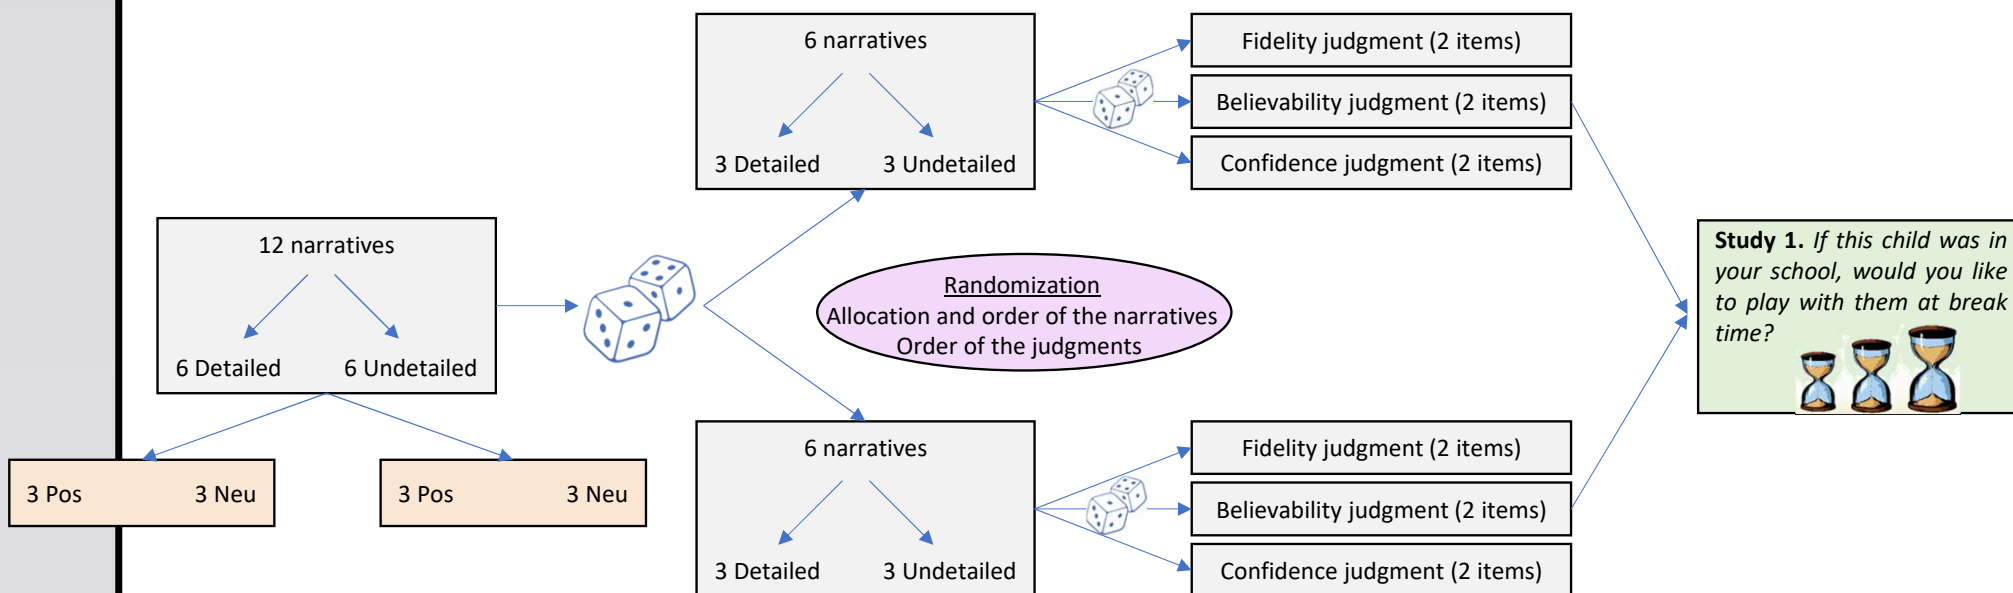 6 narratives
3 Detailed 3 Undetailed
Fidelity judgment (2 items)
Believability judgment (2 items)
Confidence judgment (2 items)
12 narratives
6 Detailed 6 Undetailed
3 Pos 3 Neu
3 Pos 3 Neu
Randomization
Allocation and order of the narratives
Order of the judgments
6 narratives
3 Detailed 3 Undetailed
Fidelity judgment (2 items)
Believability judgment (2 items)
Confidence judgment (2 items)
Study 1. If this child was in
your school, would you like
to play with them at break
time?